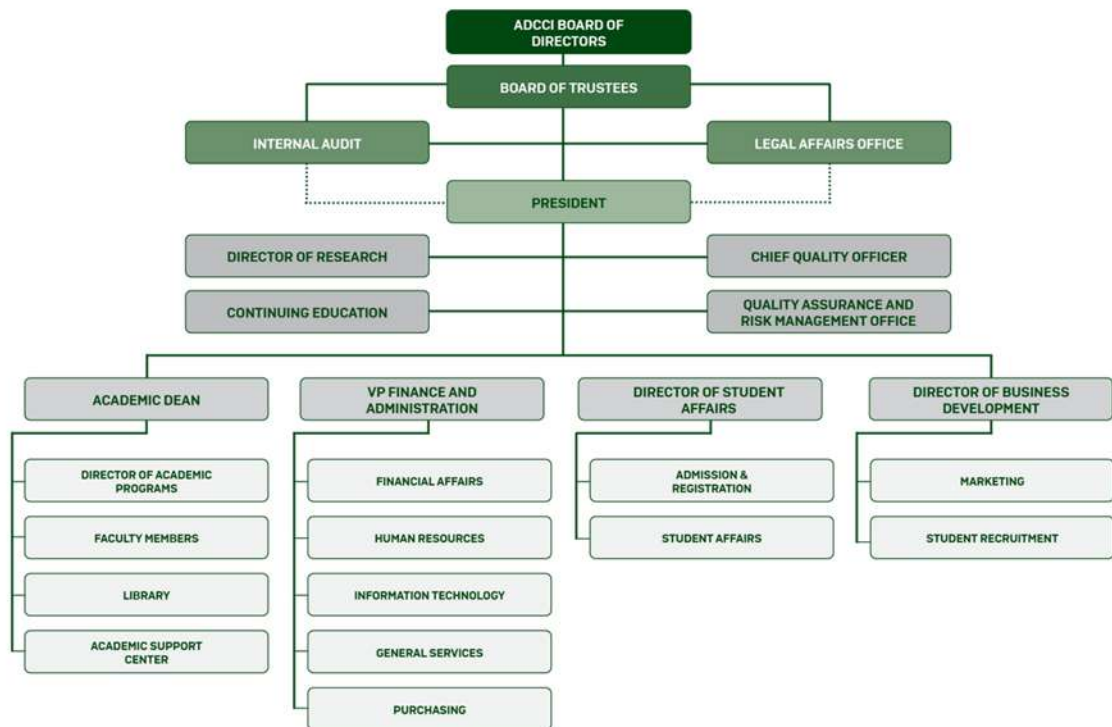 ADCCI BOARD OF
DIRECTORS
BOARD OF TRUSTEES
INTERNAL AUDIT
LEGAL AFFAIRS OFFICE
PRESIDENT
DIRECTOR OF RESEARCH
CHIEF QUALITY OFFICER
CONTINUING EDUCATION
QUALITY ASSURANCE AND
RISK MANAGEMENT OFFICE
ACADEMIC DEAN
DIRECTOR OF ACADEMIC
PROGRAMS
FACULTY MEMBERS
LIBRARY
ACADEMIC SUPPORT
CENTER
VP FINANCE AND
ADMINISTRATION
FINANCIAL AFFAIRS
HUMAN RESOURCES
INFORMATION TECHNOLOGY
GENERAL SERVICES
PURCHASING
DIRECTOR OF STUDENT
AFFAIRS
ADMISSION &
REGISTRATION
STUDENT AFFAIRS
DIRECTOR OF BUSINESS
DEVELOPMENT
MARKETING
STUDENT RECRUITMENT